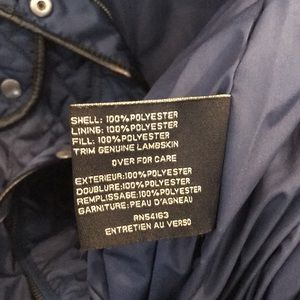 SHELL: 100%POLYESTER
LINING: 100%POLYESTER
FILL: 100%POLYESTER
TRIM GENUINE LAMBSKIN
OVER FOR CARE
EXTERIEUR:100%POLYESTER
DOUBLURE:100%POLYESTER
REMPLISSAGE:100%POLYESTER
GARNITURE: PEAU D'AGNEAU
RN54163
ENTRETIEN AU VERSO